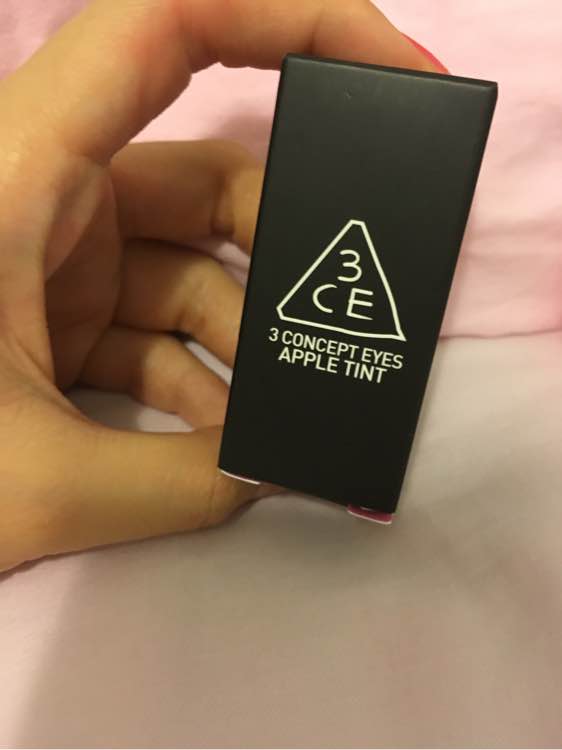 3
CE
3 CONCEPT EYES
APPLE TINT